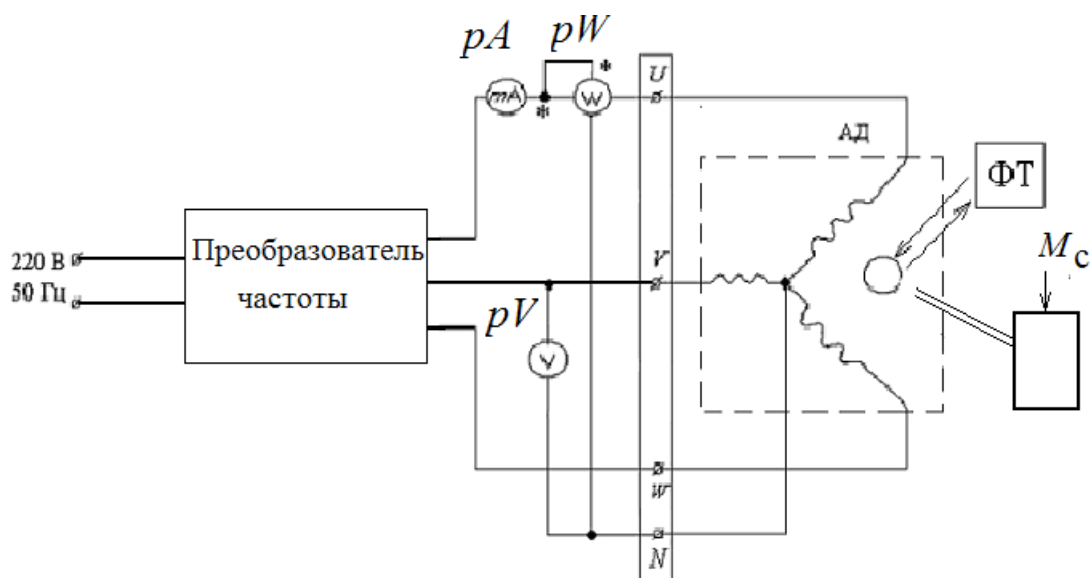 pA
pW
*
*
mA
W
U
АД
ФТ
220 В
50 Гц
Преобразователь
частоты
V
M с
pV
V
W
N